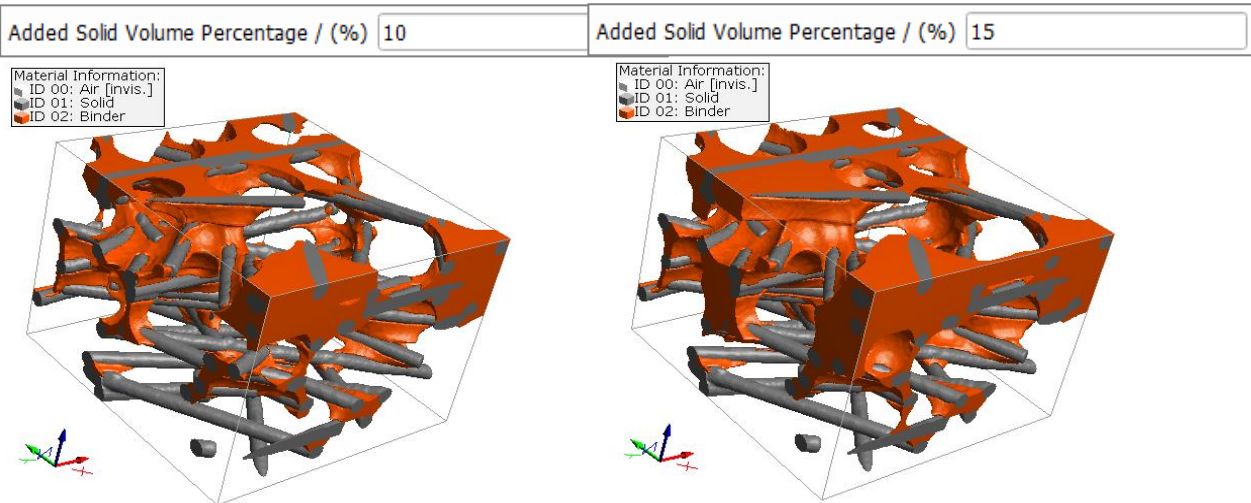 Added Solid Volume Percentage / (%) 10
Added Solid Volume Percentage / (%) 15
Material Information:
ID 00: Air [invis.]
ID 01: Solid
ID 02: Binder
Material Information:
ID 00: Air [invis.]
ID 01: Solid
ID 02: Binder
X
Y
Z
X
Y
Z